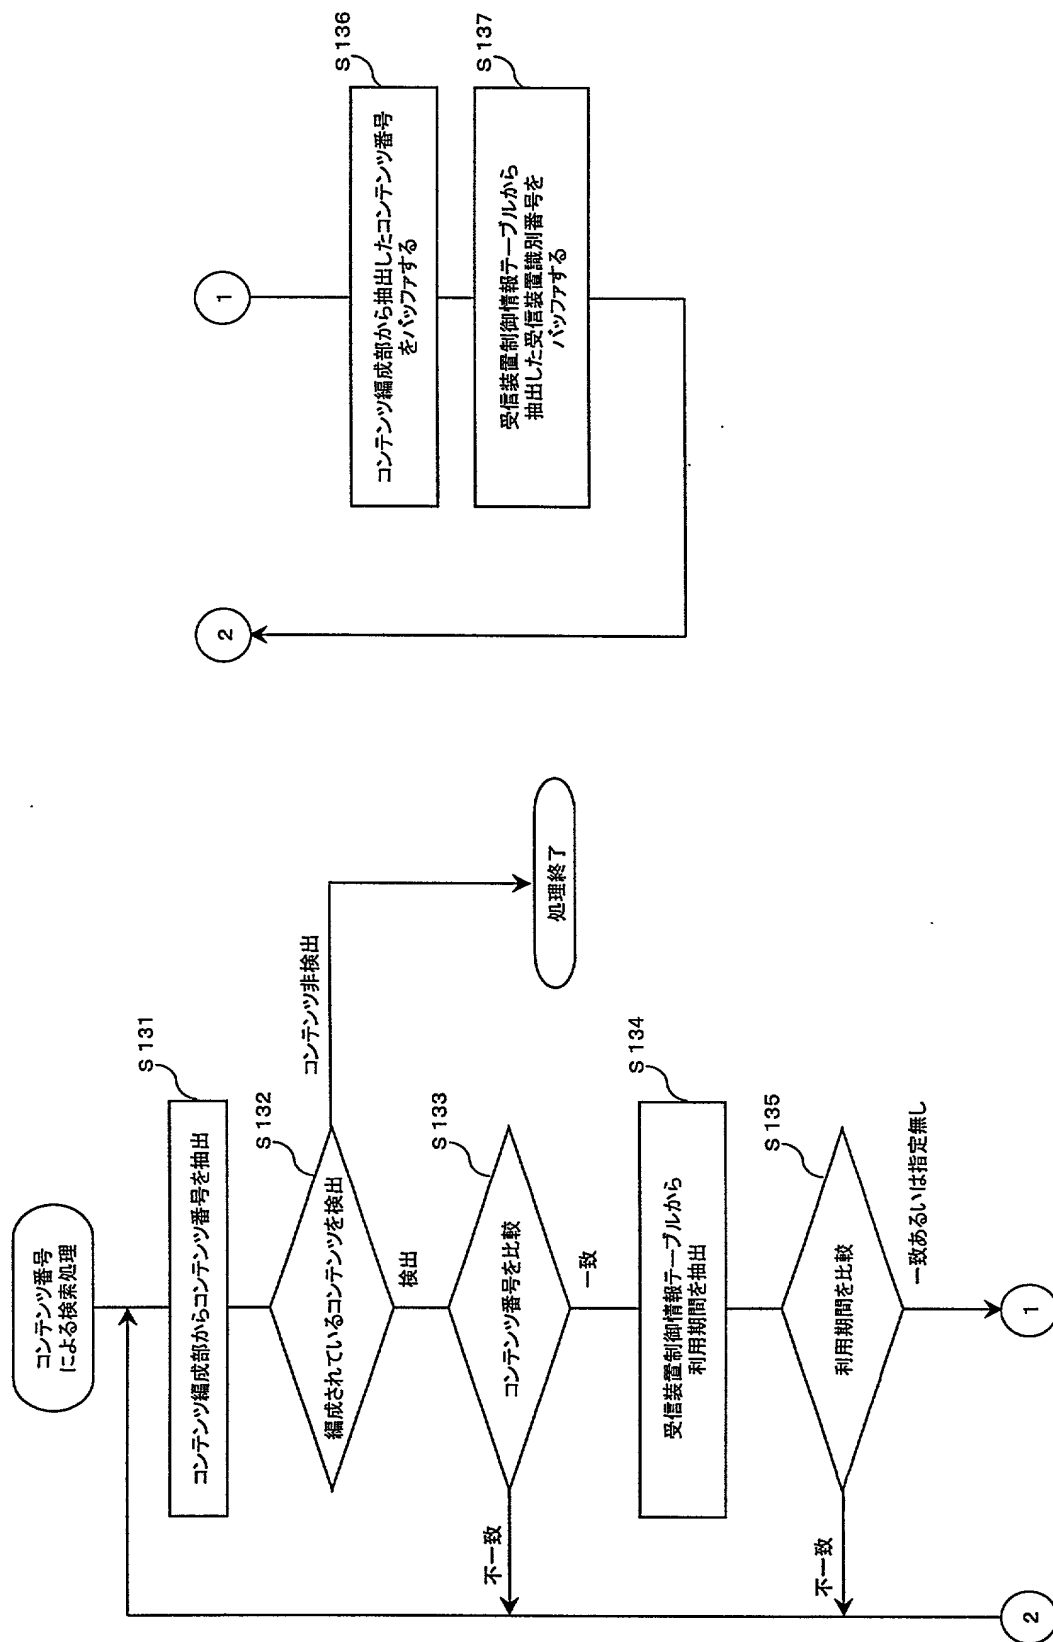 コンテンツ番号
による検索処理
S131
コンテンツ編成部からコンテンツ番号を抽出
S132
編成されているコンテンツを検出
コンテンツ非検出
処理終了
検出
S133
コンテンツ番号を比較
不一致
一致
S134
受信装置制御情報テーブルから
利用期間を抽出
S135
利用期間を比較
不一致
一致あるいは指定無し
1
2
1
2
S136
コンテンツ編成部から抽出したコンテンツ番号
をバッファする
S137
受信装置制御情報テーブルから
抽出した受信装置識別番号を
バッファする